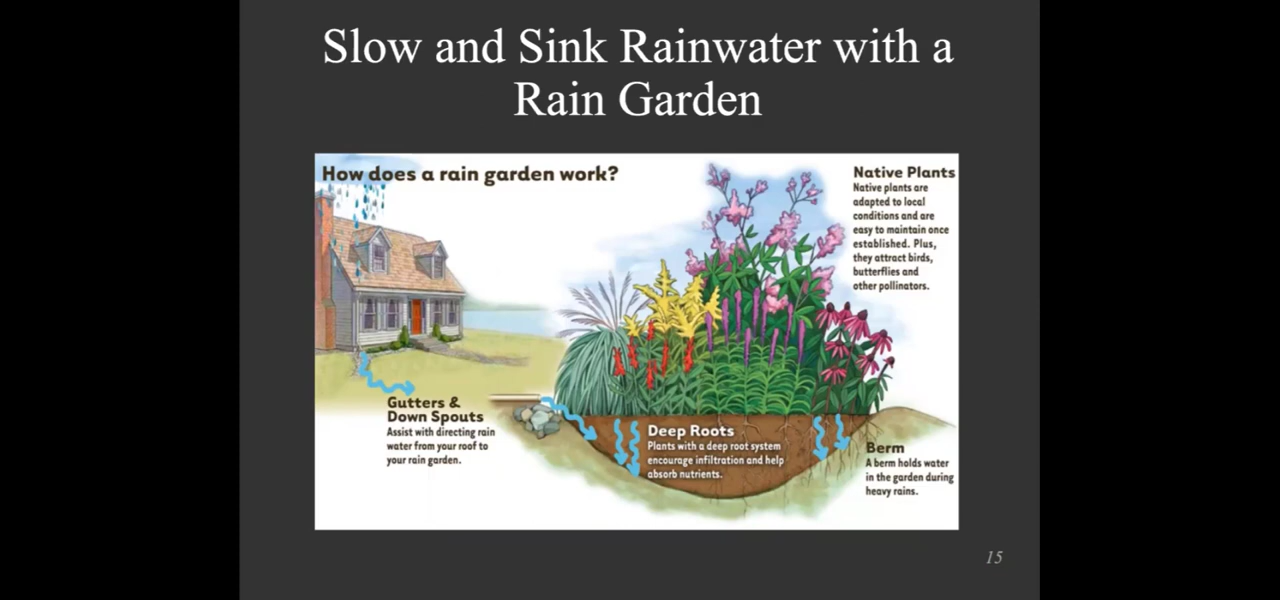 Slow and Sink Rainwater with a
Rain Garden
How does a rain garden work?
Native Plants
Native plants are
adapted to local
conditions and are
easy to maintain once
established. Plus,
they attract birds,
butterflies and
other pollinators.
Gutters &
Down Spouts
Assist with directing rain
water from your roof to
your rain garden.
Deep Roots
Plants with a deep root system
encourage infiltration and help
absorb nutrients.
Berm
A berm holds water
in the garden during
heavy rains.
15